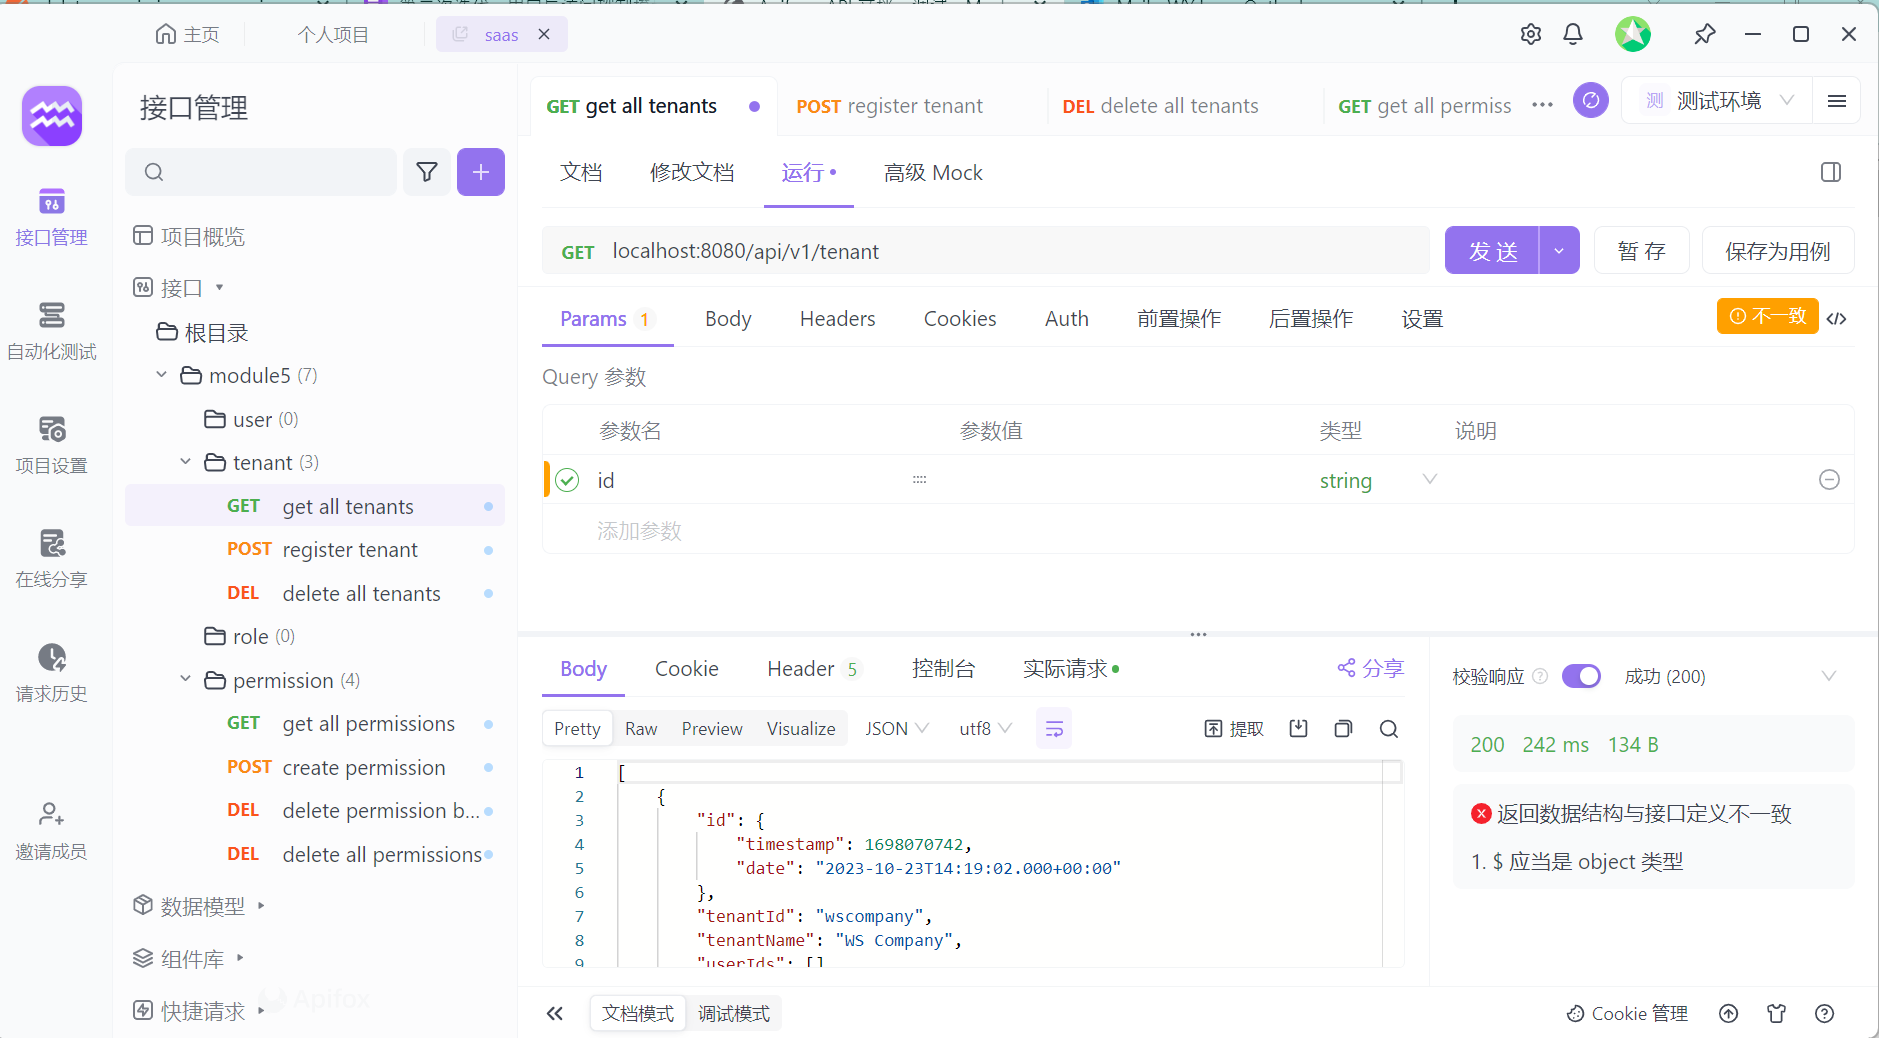 主页
个人项目
saas
接口管理
接口管理
自动化测试
项目设置
在线分享
请求历史
邀请成员
项目概览
接口
根目录
module5 (7)
user (0)
tenant (3)
GET get all tenants
POST register tenant
DEL delete all tenants
role (0)
permission (4)
GET get all permissions
POST create permission
DEL delete permission b...
DEL delete all permissions
数据模型
组件库
快捷请求
Apifox
GET get all tenants
POST register tenant
DEL delete all tenants
GET get all permiss
测 测试环境
文档 修改文档 运行 高级 Mock
GET localhost:8080/api/v1/tenant
发送 暂存 保存为用例
Params 1 Body Headers Cookies Auth 前置操作 后置操作 设置
不一致
Query 参数
参数名 参数值 类型 说明
id string
添加参数
Body Cookie Header 5 控制台 实际请求
分享
Pretty Raw Preview Visualize JSON utf8
提取
1 [
2 {
3 "id": {
4 "timestamp": 1698070742,
5 "date": "2023-10-23T14:19:02.000+00:00"
6 },
7 "tenantId": "wscompany",
8 "tenantName": "WS Company",
9 "userIds": []
校验响应 成功 (200)
200 242 ms 134 B
返回数据结构与接口定义不一致
1. $ 应当是 object 类型
文档模式 调试模式
Cookie 管理